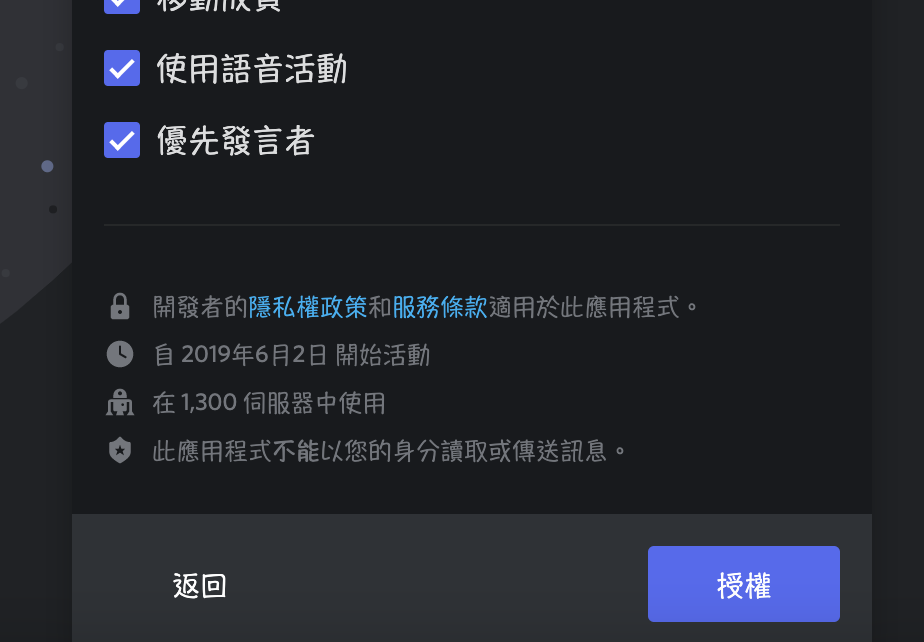 移動成員
使用語音活動
優先發言者
開發者的隱私權政策和服務條款適用於此應用程式。
自 2019年6月2日 開始活動
在 1,300 伺服器中使用
此應用程式不能以您的身分讀取或傳送訊息。
返回
授權